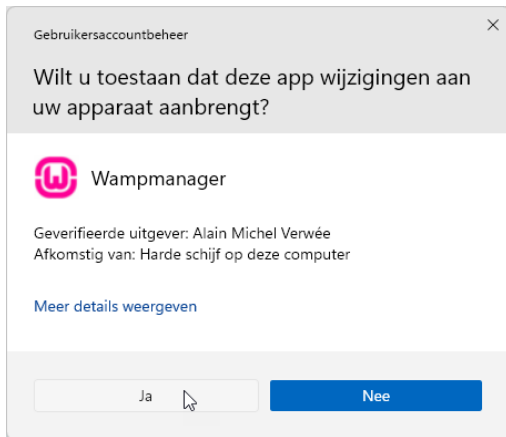 Gebruikersaccountbeheer
Wilt u toestaan dat deze app wijzigingen aan
uw apparaat aanbrengt?
Wampmanager
Geverifieerde uitgever: Alain Michel Verwée
Afkomstig van: Harde schijf op deze computer
Meer details weergeven
Ja
Nee